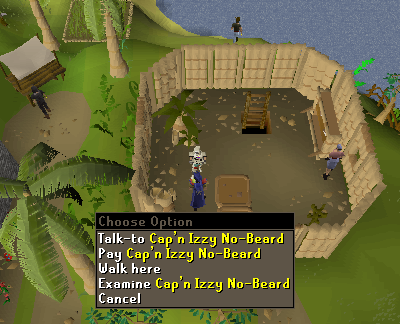 Choose Option
Talk-to Cap'n Izzy No-Beard
Pay Cap'n Izzy No-Beard
Walk here
Examine Cap'n Izzy No-Beard
Cancel